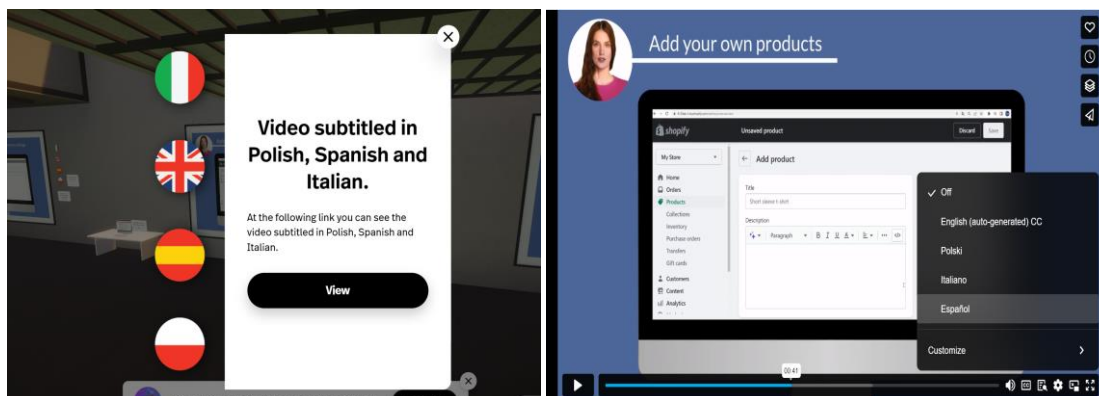 Video subtitled in
Polish, Spanish and
Italian.
At the following link you can see the
video subtitled in Polish, Spanish and
Italian.
View
Add your own products
shopify
Unsaved product
Discard
Save
My Store
Add product
Home
Orders
Products
Collections
Inventory
Purchase orders
Transfers
Gift cards
Customers
Content
Analytics
Title
Short sleeve t-shirt
Description
Paragraph
B I U A
Off
English (auto-generated) CC
Polski
Italiano
Español
Customize
00:41